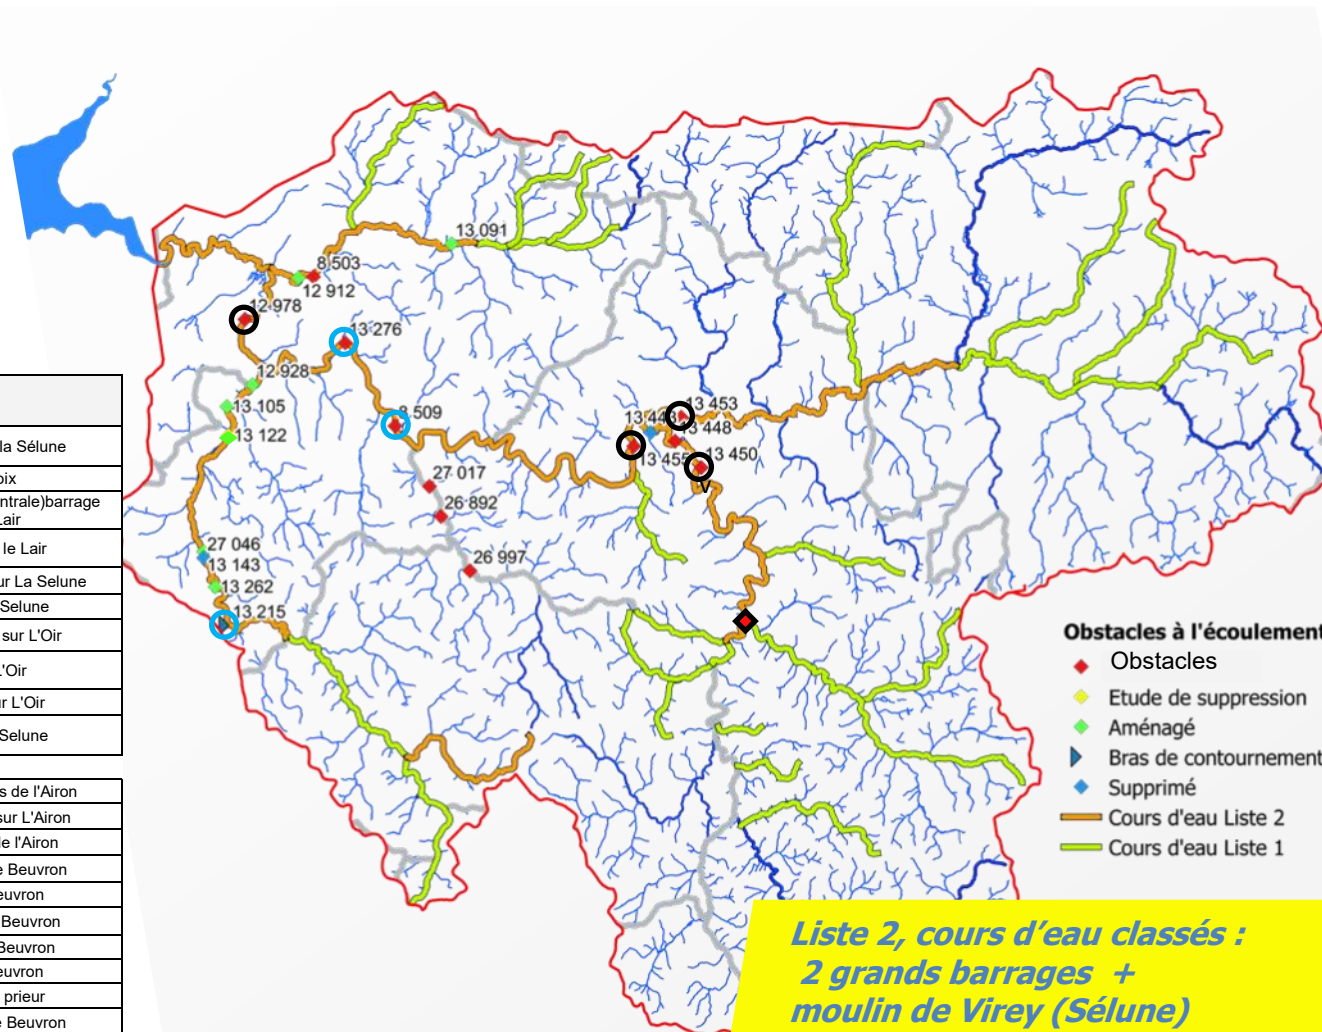 13 091
8 503
12 912
12 978
13 276
12 928
13 105
8 509
13 453
13 443
13 448
13 122
13 455
13 450
V
27 017
26 892
27 046
13 143
26 997
13 262
13 215
la Sélune
oix
ntrale)barrage
Lair
le Lair
ur La Selune
Selune
sur L'Oir
L'Oir
ur L'Oir
Selune
s de l'Airon
sur L'Airon
de l'Airon
e Beuvron
euvron
Beuvron
Beuvron
euvron
prieur
e Beuvron
Obstacles à l'écoulement
Obstacles
Etude de suppression
Aménagé
Bras de contournement
Supprimé
Cours d'eau Liste 2
Cours d'eau Liste 1
Liste 2, cours d’eau classés :
2 grands barrages +
moulin de Virey (Sélune)